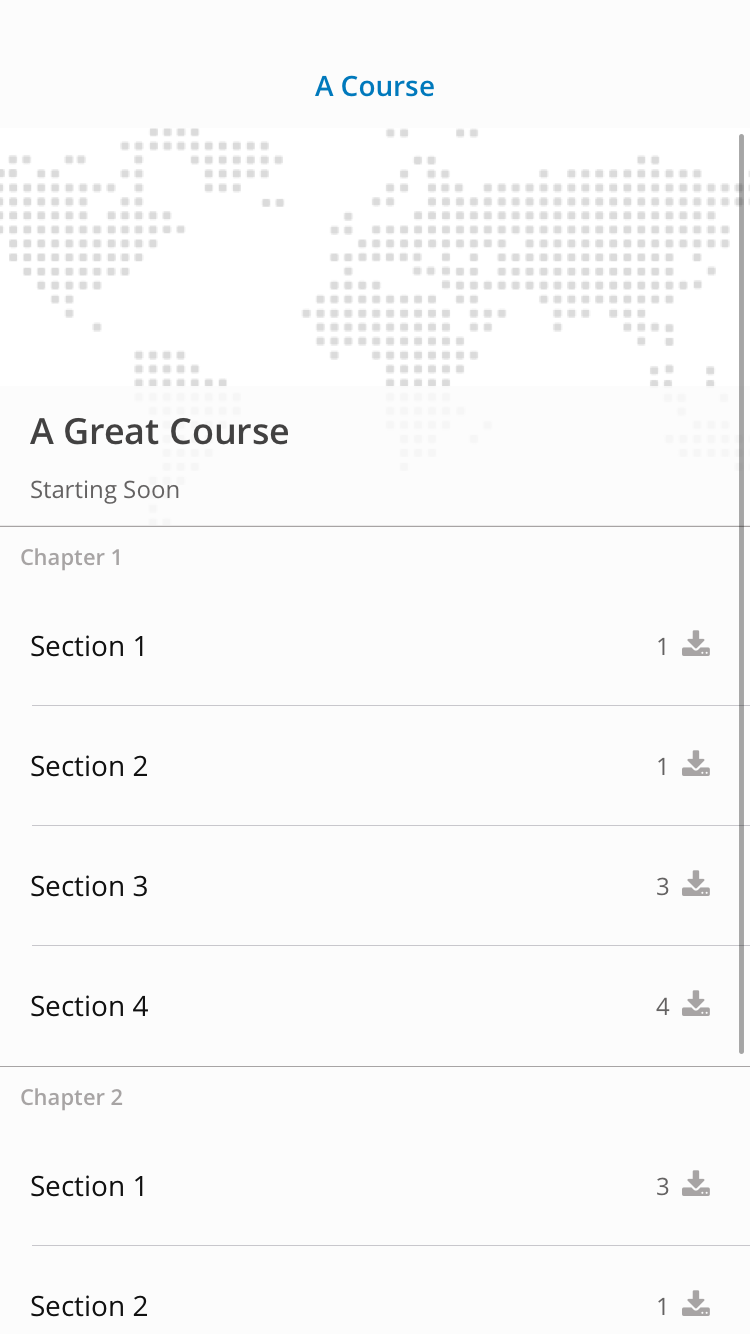 A Course
A Great Course
Starting Soon
Chapter 1
Section 1 1
Section 2 1
Section 3 3
Section 4 4
Chapter 2
Section 1 3
Section 2 1